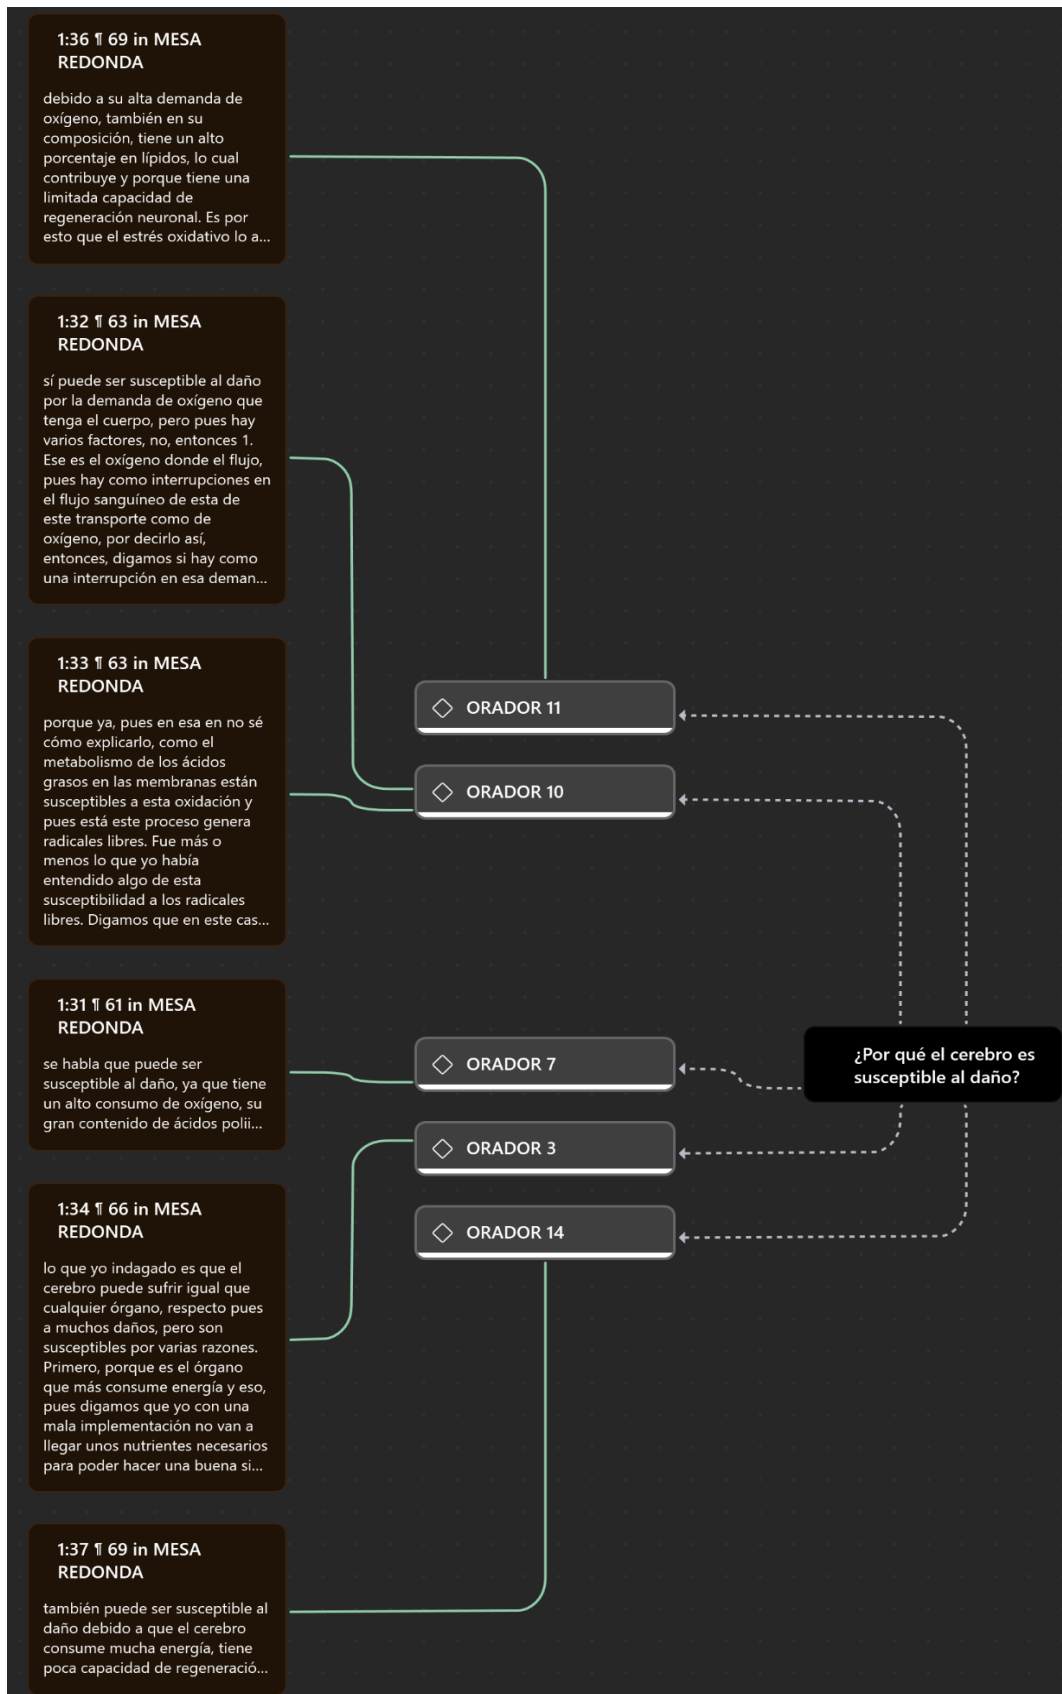 1:36 ¶ 69 in MESA
REDONDA
debido a su alta demanda de
oxígeno, también en su
composición, tiene un alto
porcentaje en lípidos, lo cual
contribuye y porque tiene una
limitada capacidad de
regeneración neuronal. Es por
esto que el estrés oxidativo lo a...
1:32 ¶ 63 in MESA
REDONDA
sí puede ser susceptible al daño
por la demanda de oxígeno que
tenga el cuerpo, pero pues hay
varios factores, no, entonces 1.
Ese es el oxígeno donde el flujo,
pues hay como interrupciones en
el flujo sanguíneo de esta de
este transporte como de
oxígeno, por decirlo así,
entonces, digamos si hay como
una interrupción en esa deman...
1:33 ¶ 63 in MESA
REDONDA
porque ya, pues en esa en no sé
cómo explicarlo, como el
metabolismo de los ácidos
grasos en las membranas están
susceptibles a esta oxidación y
pues está este proceso genera
radicales libres. Fue más o
menos lo que yo había
entendido algo de esta
susceptibilidad a los radicales
libres. Digamos que en este cas...
1:31 ¶ 61 in MESA
REDONDA
se habla que puede ser
susceptible al daño, ya que tiene
un alto consumo de oxígeno, su
gran contenido de ácidos polii...
1:34 ¶ 66 in MESA
REDONDA
lo que yo indagado es que el
cerebro puede sufrir igual que
cualquier órgano, respecto pues
a muchos daños, pero son
susceptibles por varias razones.
Primero, porque es el órgano
que más consume energía y eso,
pues digamos que yo con una
mala implementación no van a
llegar unos nutrientes necesarios
para poder hacer una buena si...
1:37 ¶ 69 in MESA
REDONDA
también puede ser susceptible al
daño debido a que el cerebro
consume mucha energía, tiene
poca capacidad de regeneració...
ORADOR 11
ORADOR 10
ORADOR 7
ORADOR 3
ORADOR 14
¿Por qué el cerebro es
susceptible al daño?